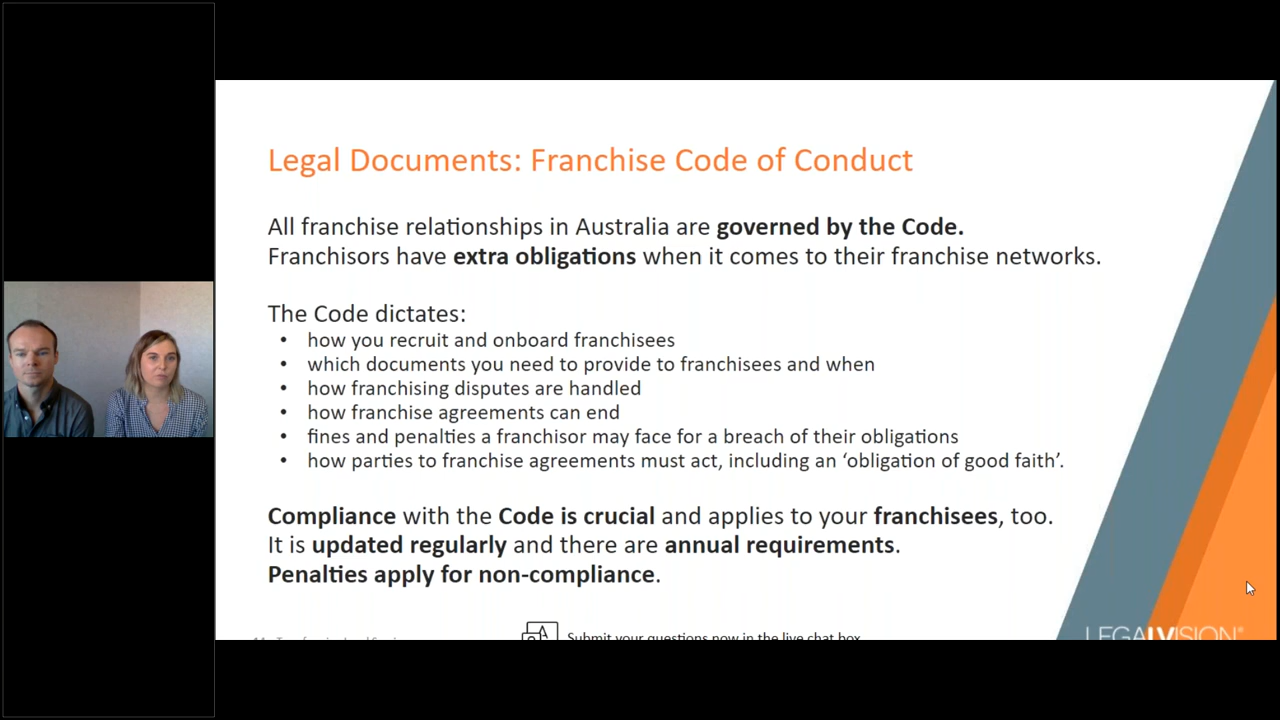 Legal Documents: Franchise Code of Conduct
All franchise relationships in Australia are governed by the Code.
Franchisors have extra obligations when it comes to their franchise networks.
The Code dictates:
• how you recruit and onboard franchisees
• which documents you need to provide to franchisees and when
• how franchising disputes are handled
• how franchise agreements can end
• fines and penalties a franchisor may face for a breach of their obligations
• how parties to franchise agreements must act, including an ‘obligation of good faith’.
Compliance with the Code is crucial and applies to your franchisees, too.
It is updated regularly and there are annual requirements.
Penalties apply for non-compliance.
A
Submit your questions now in the live chat box
LEGALVISION®